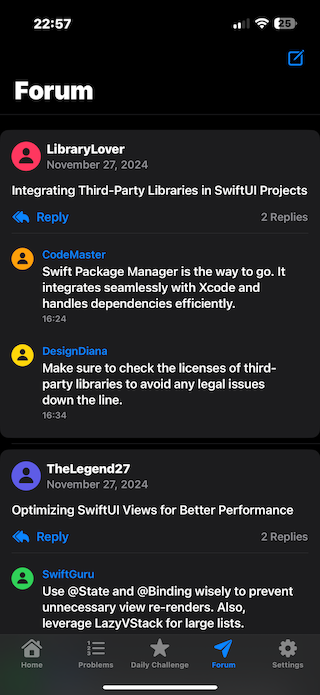 22:57
25
Forum
LibraryLover
November 27, 2024
Integrating Third-Party Libraries in SwiftUI Projects
Reply
2 Replies
CodeMaster
Swift Package Manager is the way to go. It
integrates seamlessly with Xcode and
handles dependencies efficiently.
16:24
DesignDiana
Make sure to check the licenses of third-
party libraries to avoid any legal issues
down the line.
16:34
TheLegend27
November 27, 2024
Optimizing SwiftUI Views for Better Performance
Reply
2 Replies
SwiftGuru
Use @State and @Binding wisely to prevent
unnecessary view re-renders. Also,
leverage LazyVStack for large lists.
Home
Problems
Daily Challenge
Forum
Settings